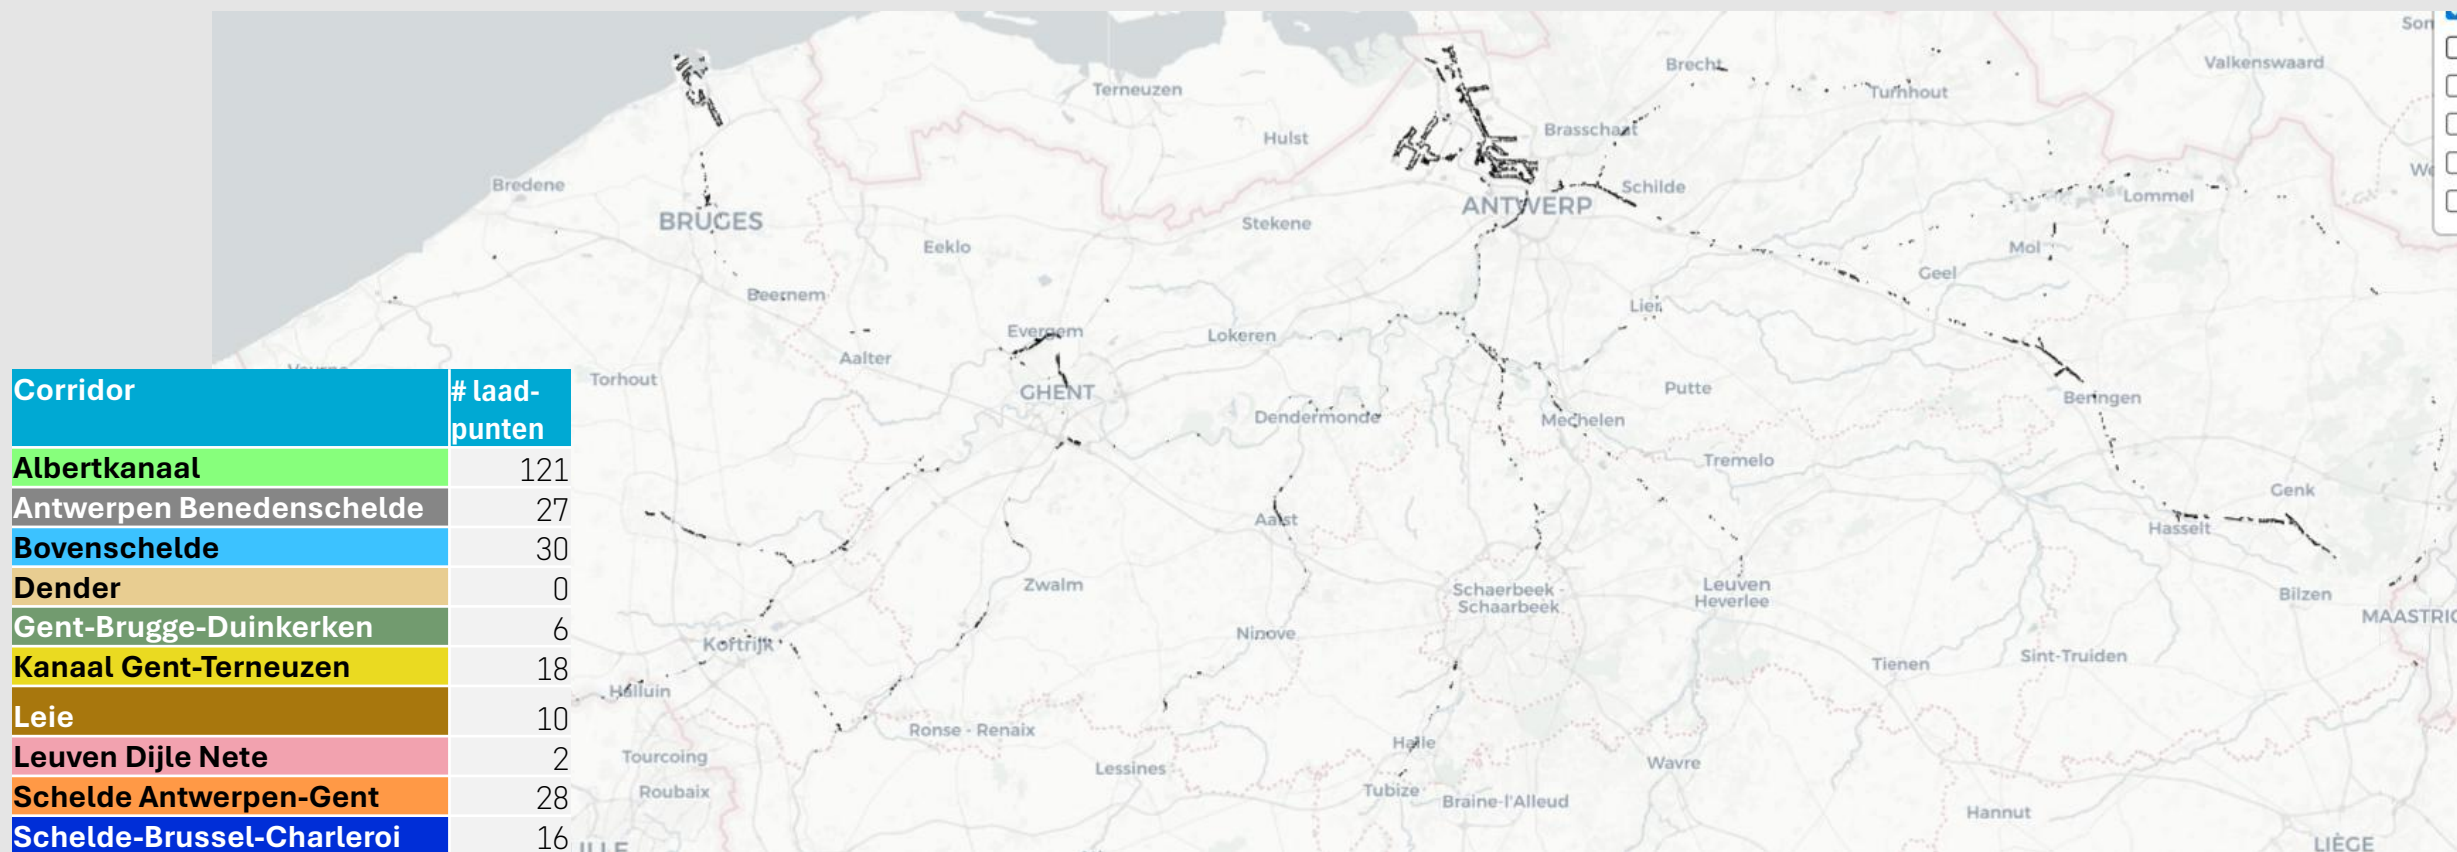 Son
Valkenswaard
Brecht
Turnhout
Terneuzen
Hulst
Brasschaat
We
Bredene
Schilde
Lommel
BRUGES
ANTWERP
Stekene
Eeklo
Mol
Geel
Beernem
Lier
Evergem
Lokeren
Aalter
Veurne
Torhout
Putte
GHENT
Beringen
Dendermonde
Mechelen
Tremelo
Genk
Aalst
Hasselt
Zwalm
Schaerbeek -
Schaarbeek
Leuven
Heverlee
Bilzen
MAASTRIC
Ninove
Kortrijk
Tienen
Sint-Truiden
Halluin
Ronse - Renaix
Halle
Tourcoing
Lessines
Wavre
Roubaix
Tubize
Braine-l'Alleud
Hannut
LIÈGE
Corridor # laad-
punten
Albertkanaal 121
Antwerpen Benedenschelde 27
Bovenschelde 30
Dender 0
Gent-Brugge-Duinkerken 6
Kanaal Gent-Terneuzen 18
Leie 10
Leuven Dijle Nete 2
Schelde Antwerpen-Gent 28
Schelde-Brussel-Charleroi 16